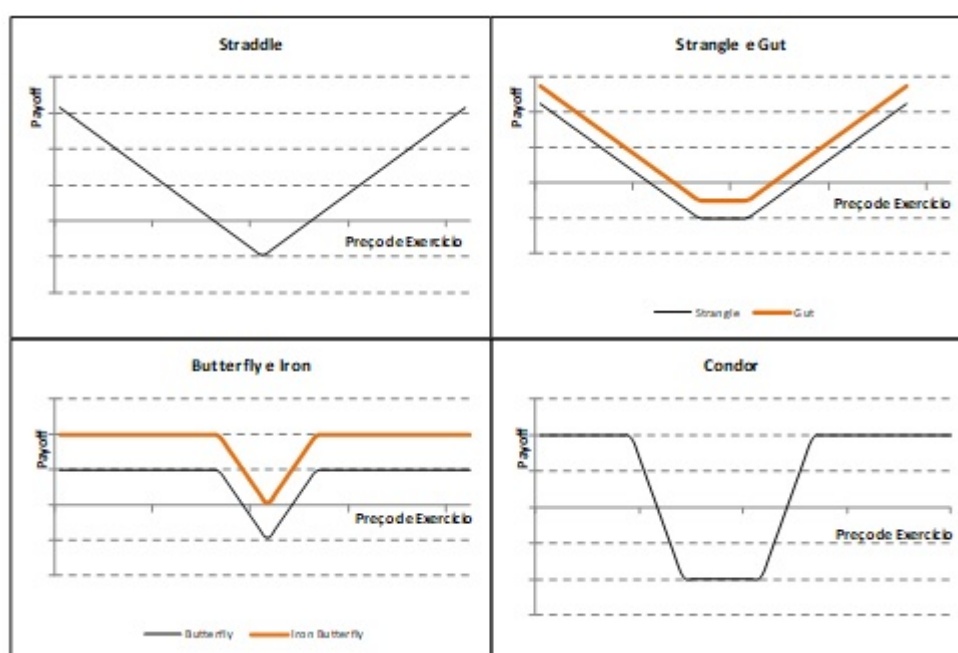 Straddle
Payoff
Preço de Exercício
Strangle e Gut
Payoff
Preço de Exercício
Strangle
Gut
Butterfly e Iron
Payoff
Preço de Exercício
Butterfly
Iron Butterfly
Condor
Payoff
Preço de Exercício